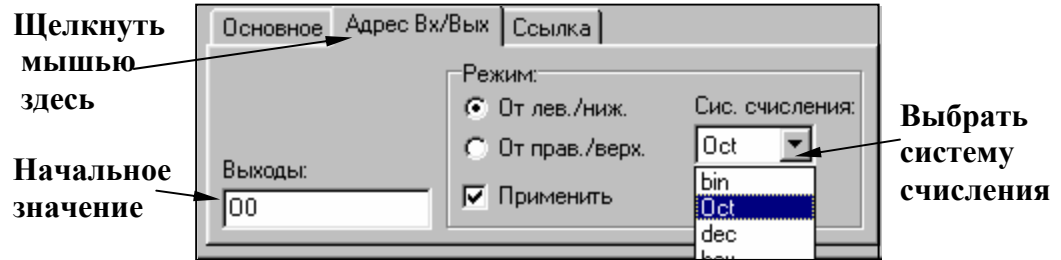 Щелкнуть
мышью
здесь
Начальное
значение
Основное
Адрес Вх/Вых
Ссылка
Режим:
От лев./ниж.
От прав./верх.
Применить
Сис. счисления:
Oct
bin
Oct
dec
Выходы:
00
Выбрать
систему
счисления